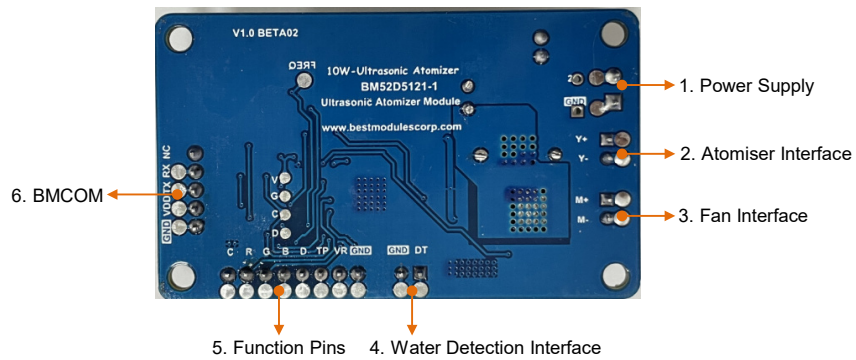 V1.0 BETA02
FREQ
10W-Ultrasonic Atomizer
BM52D5121-1
Ultrasonic Atomizer Module
www.bestmodulescorp.com
2
GND
1. Power Supply
Y+
Y-
2. Atomiser Interface
M+
M-
3. Fan Interface
6. BMCOM
GND VDD TX RX NC
V
G
C
D
C R G B D TP VR GND
GND DT
5. Function Pins
4. Water Detection Interface